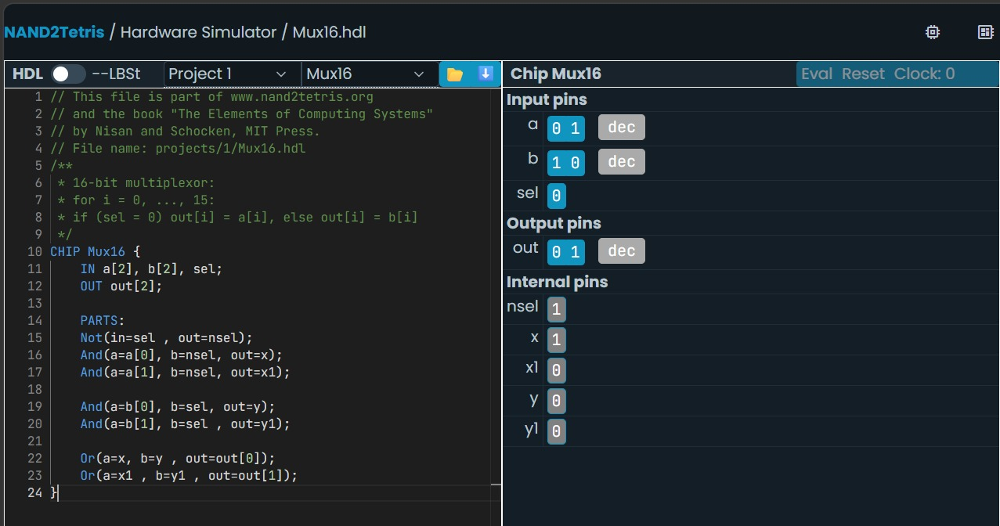 NAND2Tetris / Hardware Simulator / Mux16.hdl
HDL --LBSt Project 1 Mux16
1 // This file is part of www.nand2tetris.org
2 // and the book "The Elements of Computing Systems"
3 // by Nisan and Schocken, MIT Press.
4 // File name: projects/1/Mux16.hdl
5 /**
6  * 16-bit multiplexor:
7  * for i = 0, ..., 15:
8  * if (sel = 0) out[i] = a[i], else out[i] = b[i]
9  */
10 CHIP Mux16 {
11     IN a[2], b[2], sel;
12     OUT out[2];
13
14     PARTS:
15     Not(in=sel , out=nsel);
16     And(a=a[0], b=nsel, out=x);
17     And(a=a[1], b=nsel, out=x1);
18
19     And(a=b[0], b=sel, out=y);
20     And(a=b[1], b=sel , out=y1);
21
22     Or(a=x, b=y , out=out[0]);
23     Or(a=x1 , b=y1 , out=out[1]);
24 }
Chip Mux16 Eval Reset Clock: 0
Input pins
a 0 1 dec
b 1 0 dec
sel 0
Output pins
out 0 1 dec
Internal pins
nsel 1
x 1
x1 0
y 0
y1 0